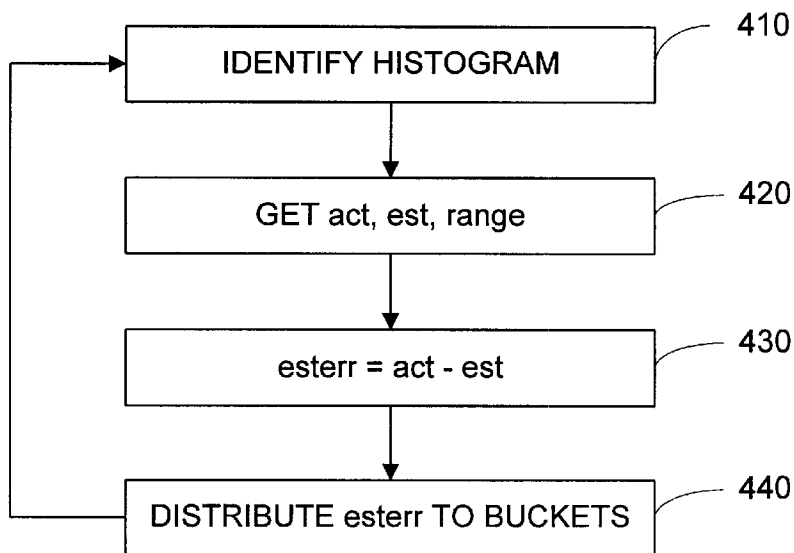 410
IDENTIFY HISTOGRAM
420
GET act, est, range
430
esterr = act - est
440
DISTRIBUTE esterr TO BUCKETS